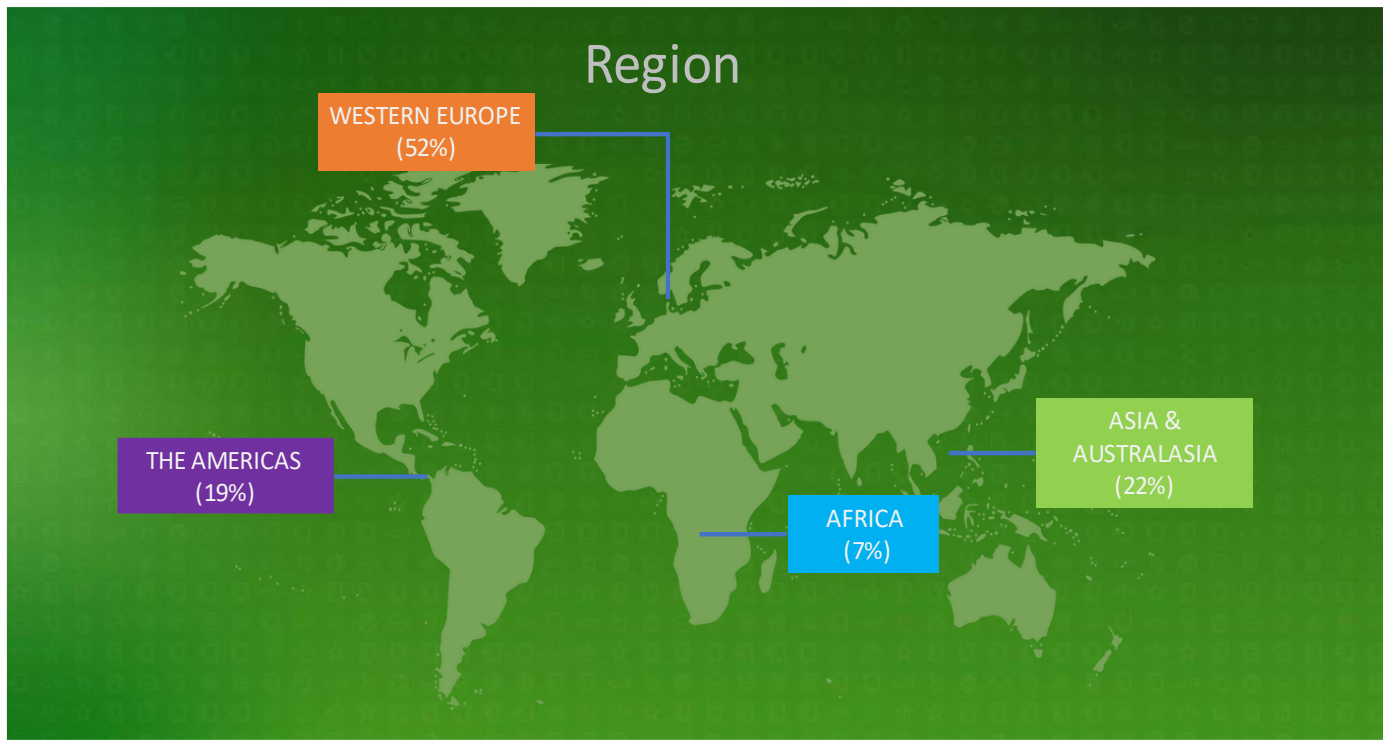 Region
WESTERN EUROPE
(52%)
THE AMERICAS
(19%)
ASIA &
AUSTRALASIA
(22%)
AFRICA
(7%)